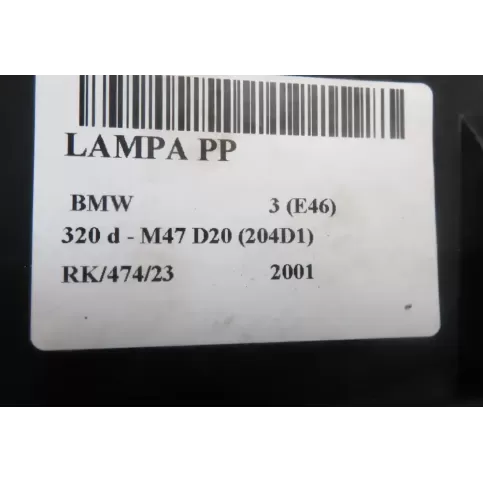 LAMPA PP
BMW 3 (E46)
320 d - M47 D20 (204D1)
RK/474/23 2001